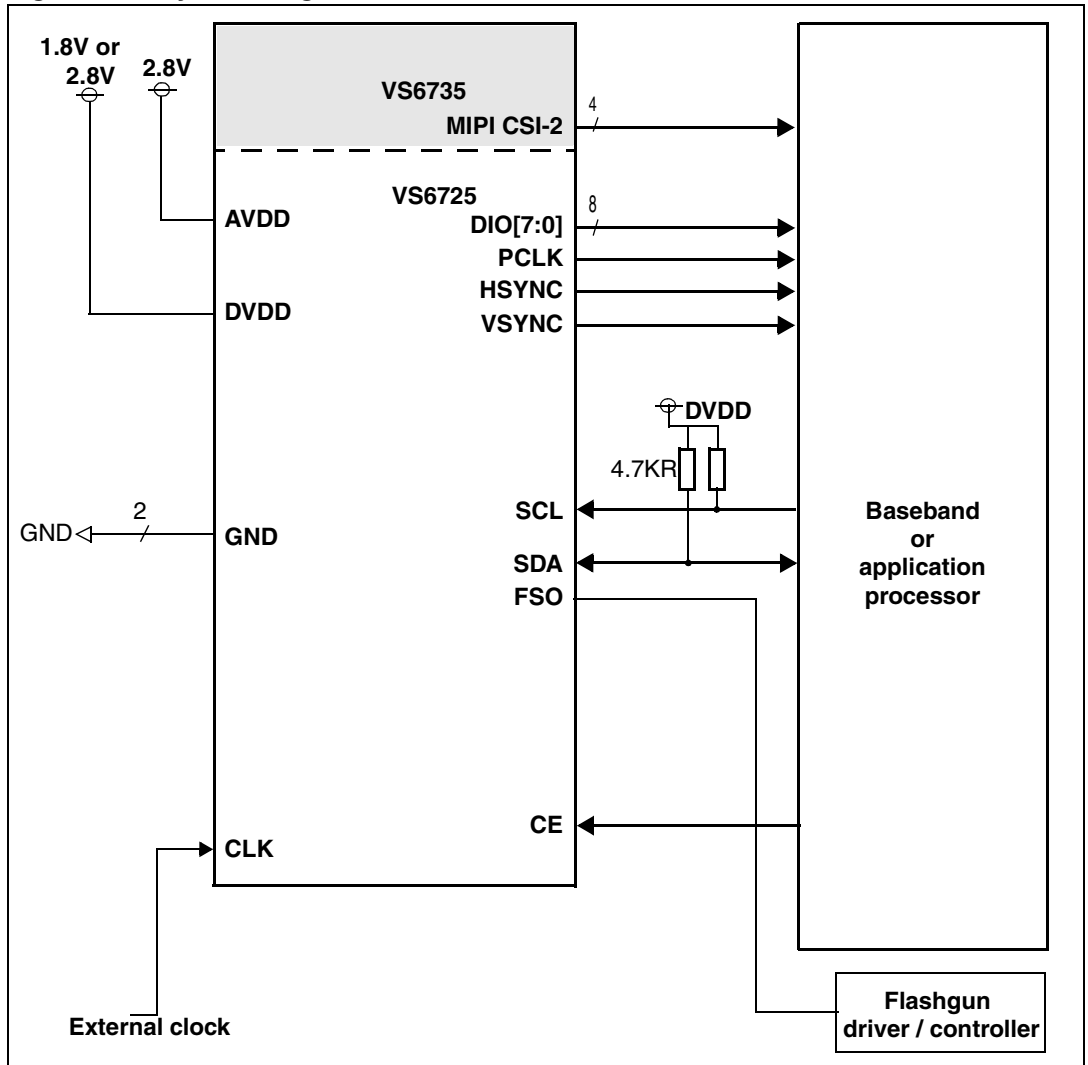 1.8V or
2.8V
2.8V
VS6735
MIPI CSI-2
4
VS6725
AVDD
DIO[7:0]
8
PCLK
HSYNC
VSYNC
DVDD
DVDD
4.7KR
GND
2
GND
SCL
SDA
FSO
Baseband
or
application
processor
CE
CLK
External clock
Flashgun
driver / controller